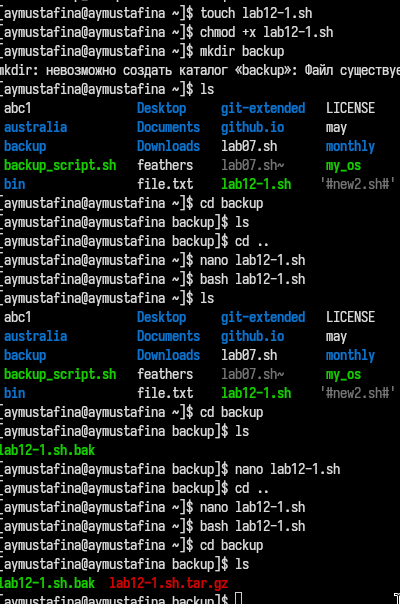 [aymustafina@aymustafina ~]$ touch lab12-1.sh
[aymustafina@aymustafina ~]$ chmod +x lab12-1.sh
[aymustafina@aymustafina ~]$ mkdir backup
mkdir: невозможно создать каталог «backup»: Файл существуе
[aymustafina@aymustafina ~]$ ls
abc1 Desktop git-extended LICENSE
australia Documents github.io may
backup Downloads lab07.sh monthly
backup_script.sh feathers lab07.sh~ my_os
bin file.txt lab12-1.sh '#new2.sh#'
[aymustafina@aymustafina ~]$ cd backup
[aymustafina@aymustafina backup]$ ls
[aymustafina@aymustafina backup]$ cd ..
[aymustafina@aymustafina ~]$ nano lab12-1.sh
[aymustafina@aymustafina ~]$ bash lab12-1.sh
[aymustafina@aymustafina ~]$ ls
abc1 Desktop git-extended LICENSE
australia Documents github.io may
backup Downloads lab07.sh monthly
backup_script.sh feathers lab07.sh~ my_os
bin file.txt lab12-1.sh '#new2.sh#'
[aymustafina@aymustafina ~]$ cd backup
[aymustafina@aymustafina backup]$ ls
lab12-1.sh.bak
[aymustafina@aymustafina backup]$ nano lab12-1.sh
[aymustafina@aymustafina backup]$ cd ..
[aymustafina@aymustafina ~]$ nano lab12-1.sh
[aymustafina@aymustafina ~]$ bash lab12-1.sh
[aymustafina@aymustafina ~]$ cd backup
[aymustafina@aymustafina backup]$ ls
lab12-1.sh.bak lab12-1.sh.tar.gz
[aymustafina@aymustafina backup]$